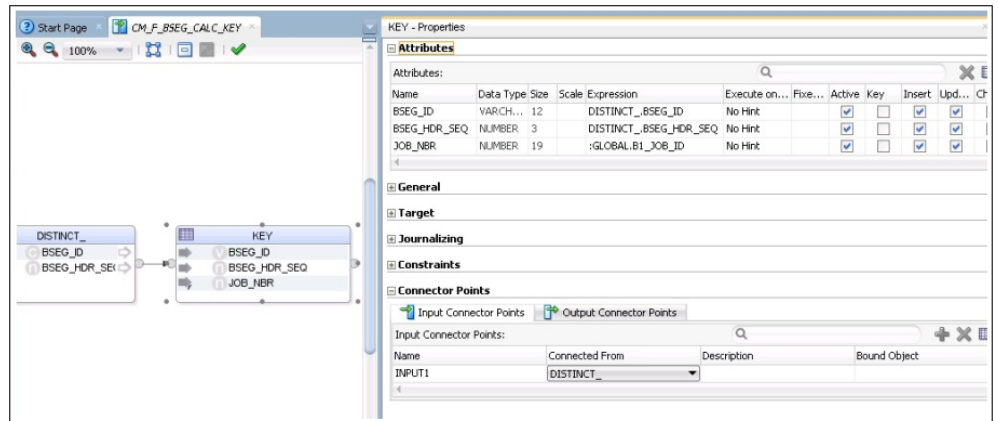 Start Page
CM_F_BSEG_CALC_KEY
100%
DISTINCT_
BSEG_ID
BSEG_HDR_SE(
KEY
BSEG_ID
BSEG_HDR_SEQ
JOB_NBR
KEY - Properties
Attributes
Attributes:
Name Data Type Size Scale Expression Execute on... Fixe... Active Key Insert Upd... Ch
BSEG_ID VARCH... 12 DISTINCT_.BSEG_ID No Hint
BSEG_HDR_SEQ NUMBER 3 DISTINCT_.BSEG_HDR_SEQ No Hint
JOB_NBR NUMBER 19 :GLOBAL.B1_JOB_ID No Hint
General
Target
Journalizing
Constraints
Connector Points
Input Connector Points Output Connector Points
Input Connector Points:
Name Connected From Description Bound Object
INPUT1 DISTINCT_